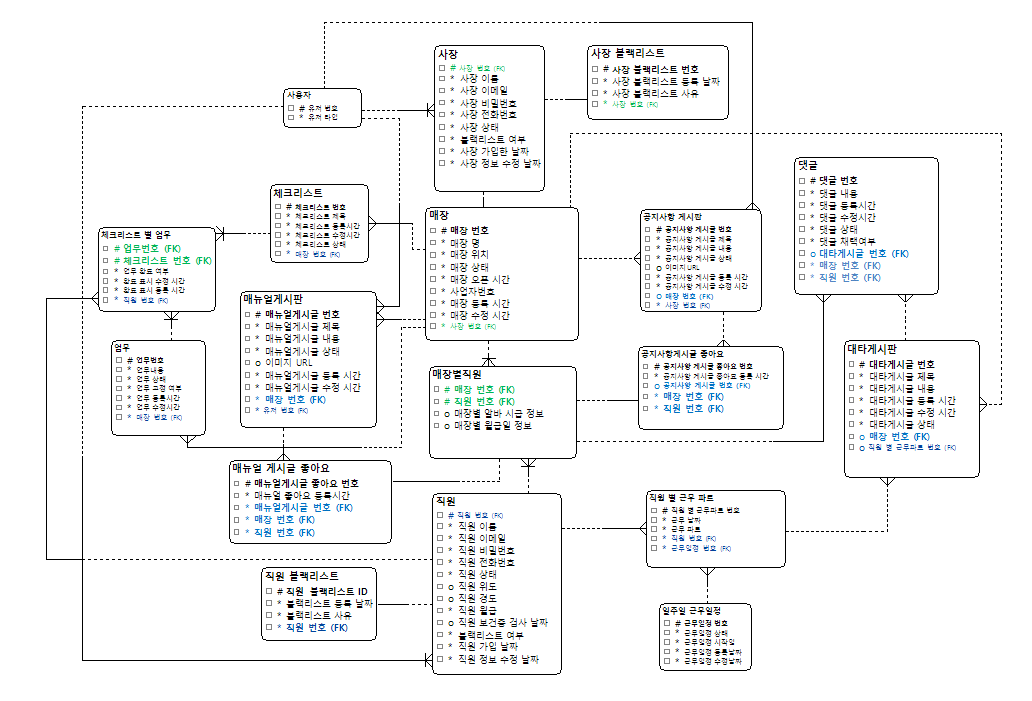 사장
# 사장 번호 (FK)
* 사장 이름
* 사장 이메일
* 사장 비밀번호
* 사장 전화번호
* 사장 상태
* 블랙리스트 여부
* 사장 가입한 날짜
* 사장 정보 수정 날짜
사장 블랙리스트
# 사장 블랙리스트 번호
* 사장 블랙리스트 등록 날짜
* 사장 블랙리스트 사유
* 사장 번호 (FK)
사용자
# 유저 번호
* 유저 타입
체크리스트
# 체크리스트 번호
* 체크리스트 제목
* 체크리스트 등록시간
* 체크리스트 수정시간
* 체크리스트 상태
* 매장 번호 (FK)
체크리스트 별 업무
# 업무번호 (FK)
# 체크리스트 번호 (FK)
* 업무 완료 여부
* 완료 표시 수정시간
* 완료 표시 등록 시간
* 직원 번호 (FK)
매장
# 매장 번호
* 매장 명
* 매장 위치
* 매장 상태
* 매장 오픈 시간
* 사업자번호
* 매장 등록 시간
* 매장 수정 시간
* 사장 번호 (FK)
공지사항 게시판
# 공지사항 게시글 번호
* 공지사항 게시글 제목
* 공지사항 게시글 내용
* 공지사항 게시글 상태
o 이미지 URL
* 공지사항 게시글 등록 시간
* 공지사항 게시글 수정 시간
o 매장 번호 (FK)
* 사장 번호 (FK)
댓글
# 댓글 번호
* 댓글 내용
* 댓글 등록시간
* 댓글 수정시간
* 댓글 상태
* 댓글 채택여부
o 대타게시글 번호 (FK)
* 매장 번호 (FK)
* 직원 번호 (FK)
매뉴얼게시판
# 매뉴얼게시글 번호
* 매뉴얼게시글 제목
* 매뉴얼게시글 내용
* 매뉴얼게시글 상태
o 이미지 URL
* 매뉴얼게시글 등록 시간
* 매뉴얼게시글 수정 시간
* 매장 번호 (FK)
* 유저 번호 (FK)
업무
# 업무번호
* 업무내용
* 업무 상태
* 업무 고정 여부
* 업무 등록시간
* 업무 수정시간
* 매장 번호 (FK)
매장별직원
# 매장 번호 (FK)
# 직원 번호 (FK)
o 매장별 알바 시급 정보
o 매장별 월급일 정보
공지사항게시글 좋아요
# 공지사항게시글 좋아요 번호
* 공지사항게시글 좋아요 등록 시간
o 공지사항 게시글 번호 (FK)
* 매장 번호 (FK)
* 직원 번호 (FK)
대타게시판
# 대타게시글 번호
* 대타게시글 제목
* 대타게시글 내용
* 대타게시글 등록 시간
* 대타게시글 수정 시간
* 대타게시글 상태
o 매장 번호 (FK)
o 직원 별 근무파트 번호 (FK)
매뉴얼 게시글 좋아요
# 매뉴얼게시글 좋아요 번호
* 매뉴얼 좋아요 등록시간
* 매뉴얼게시글 번호 (FK)
* 매장 번호 (FK)
* 직원 번호 (FK)
직원
# 직원 번호 (FK)
* 직원 이름
* 직원 이메일
* 직원 비밀번호
* 직원 전화번호
* 직원 상태
o 직원 위도
o 직원 경도
* 직원 월급
o 직원 보건증 검사 날짜
* 블랙리스트 여부
* 직원 가입 날짜
* 직원 정보 수정 날짜
직원 별 근무 파트
# 직원 별 근무파트 번호
* 근무 날짜
* 근무 파트
* 직원 번호 (FK)
* 근무일정 번호 (FK)
직원 블랙리스트
# 직원 블랙리스트 ID
* 블랙리스트 등록 날짜
* 블랙리스트 사유
* 직원 번호 (FK)
일주일 근무일정
# 근무일정 번호
* 근무일정 상태
* 근무일정 시작일
* 근무일정 등록날짜
* 근무일정 수정날짜